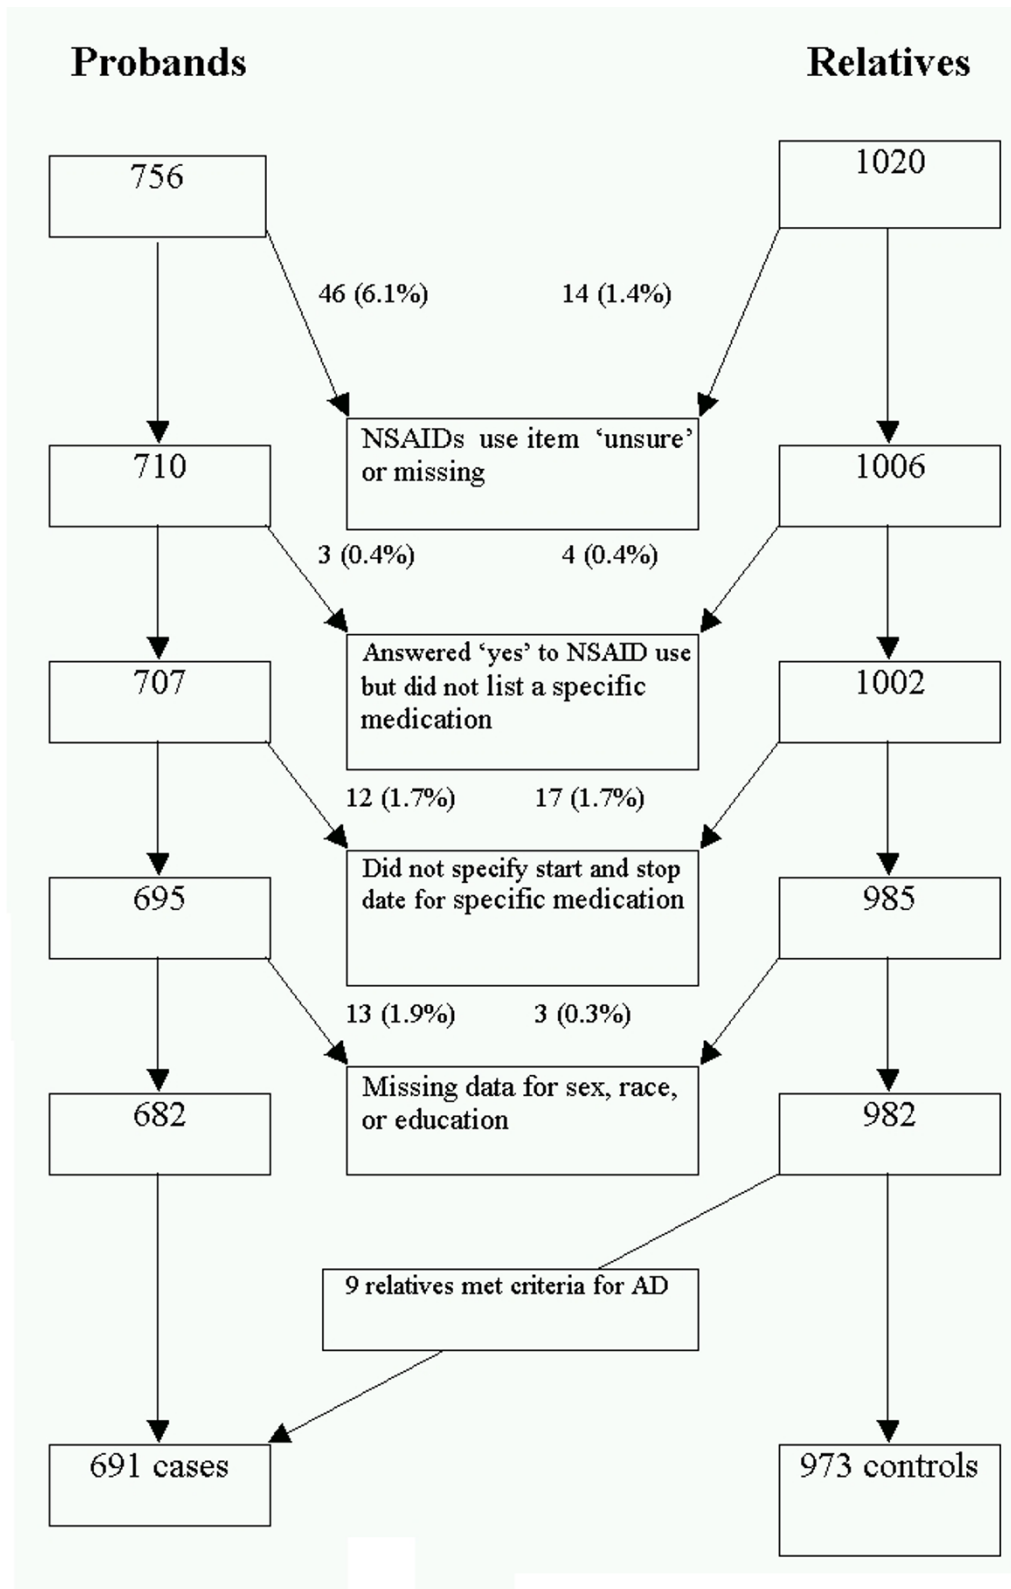 Probands
Relatives
756
1020
46 (6.1%)
14 (1.4%)
NSAIDs use item ‘unsure’
or missing
710
1006
3 (0.4%)
4 (0.4%)
Answered ‘yes’ to NSAID use
but did not list a specific
medication
707
1002
12 (1.7%)
17 (1.7%)
Did not specify start and stop
date for specific medication
695
985
13 (1.9%)
3 (0.3%)
Missing data for sex, race,
or education
682
982
9 relatives met criteria for AD
691 cases
973 controls